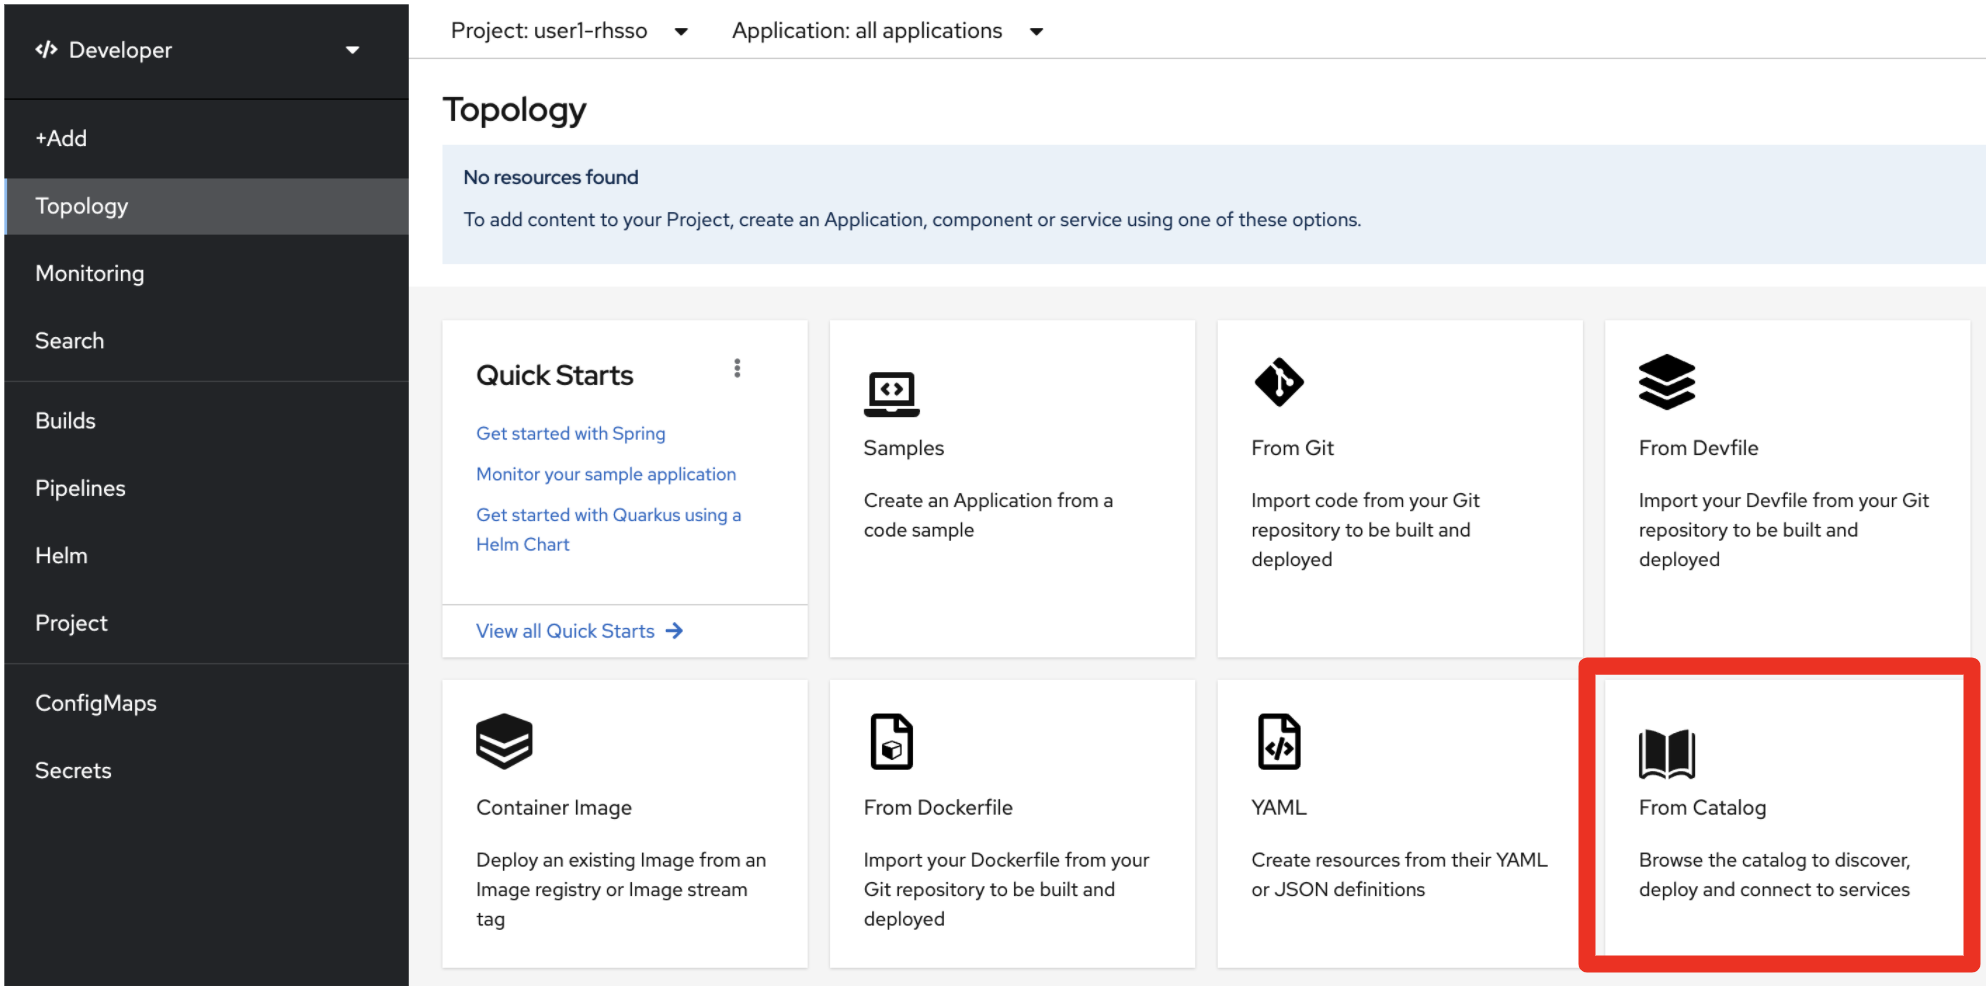 Developer
+Add
Topology
Monitoring
Search
Builds
Pipelines
Helm
Project
ConfigMaps
Secrets
Project: user1-rhsso
Application: all applications
Topology
No resources found
To add content to your Project, create an Application, component or service using one of these options.
Quick Starts
Get started with Spring
Monitor your sample application
Get started with Quarkus using a
Helm Chart
View all Quick Starts
Samples
Create an Application from a
code sample
From Git
Import code from your Git
repository to be built and
deployed
From Devfile
Import your Devfile from your Git
repository to be built and
deployed
Container Image
Deploy an existing Image from an
Image registry or Image stream
tag
From Dockerfile
Import your Dockerfile from your
Git repository to be built and
deployed
YAML
Create resources from their YAML
or JSON definitions
From Catalog
Browse the catalog to discover,
deploy and connect to services